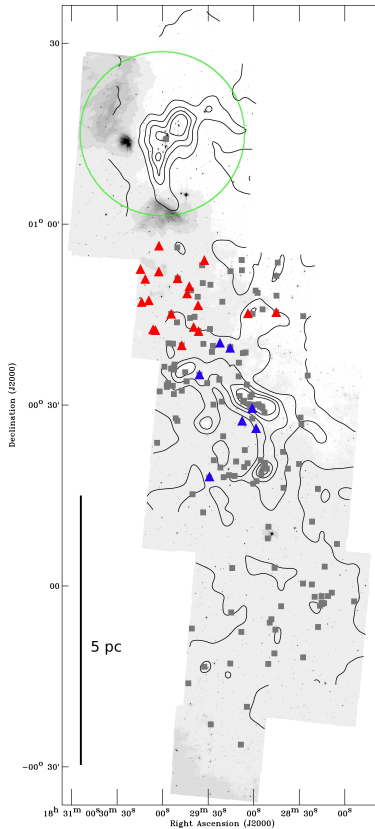 30
01° 00'
Declination (J2000)
00° 30'
00
5 pc
−00° 30'
18ʰ 31ᵐ 00ˢ 30ᵐ 30ˢ 00ˢ 29ᵐ 30ˢ 00ˢ 28ᵐ 30ˢ 00ˢ
Right Ascension (J2000)